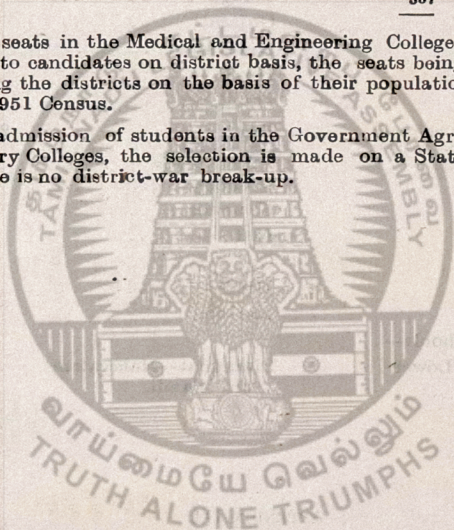 seats in the Medical and Engineering College
to candidates on district basis, the seats bein
g the districts on the basis of their populatio
951 Census.
admission of students in the Government Agr
ry Colleges, the selection is made on a Stat
e is no district-war break-up.
TAMIL
ASSEMBLY
வாய்மையே வெல்லும்
TRUTH ALONE TRIUMPHS